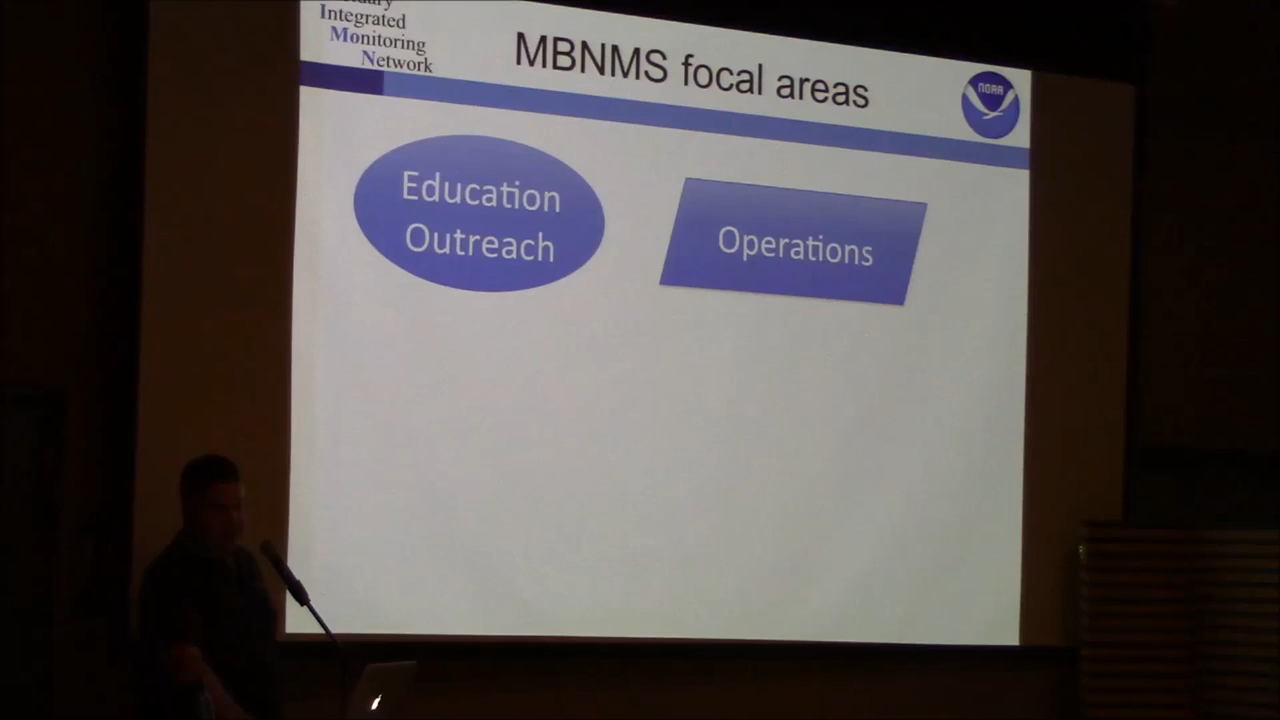 Integrated
Monitoring
Network
MBNMS focal areas
NOAA
Education
Outreach
Operations